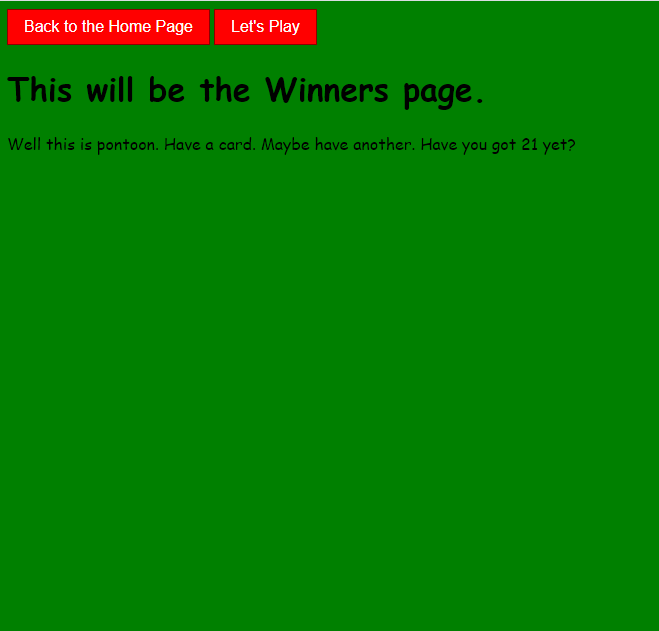 Back to the Home Page Let's Play
This will be the Winners page.
Well this is pontoon. Have a card. Maybe have another. Have you got 21 yet?